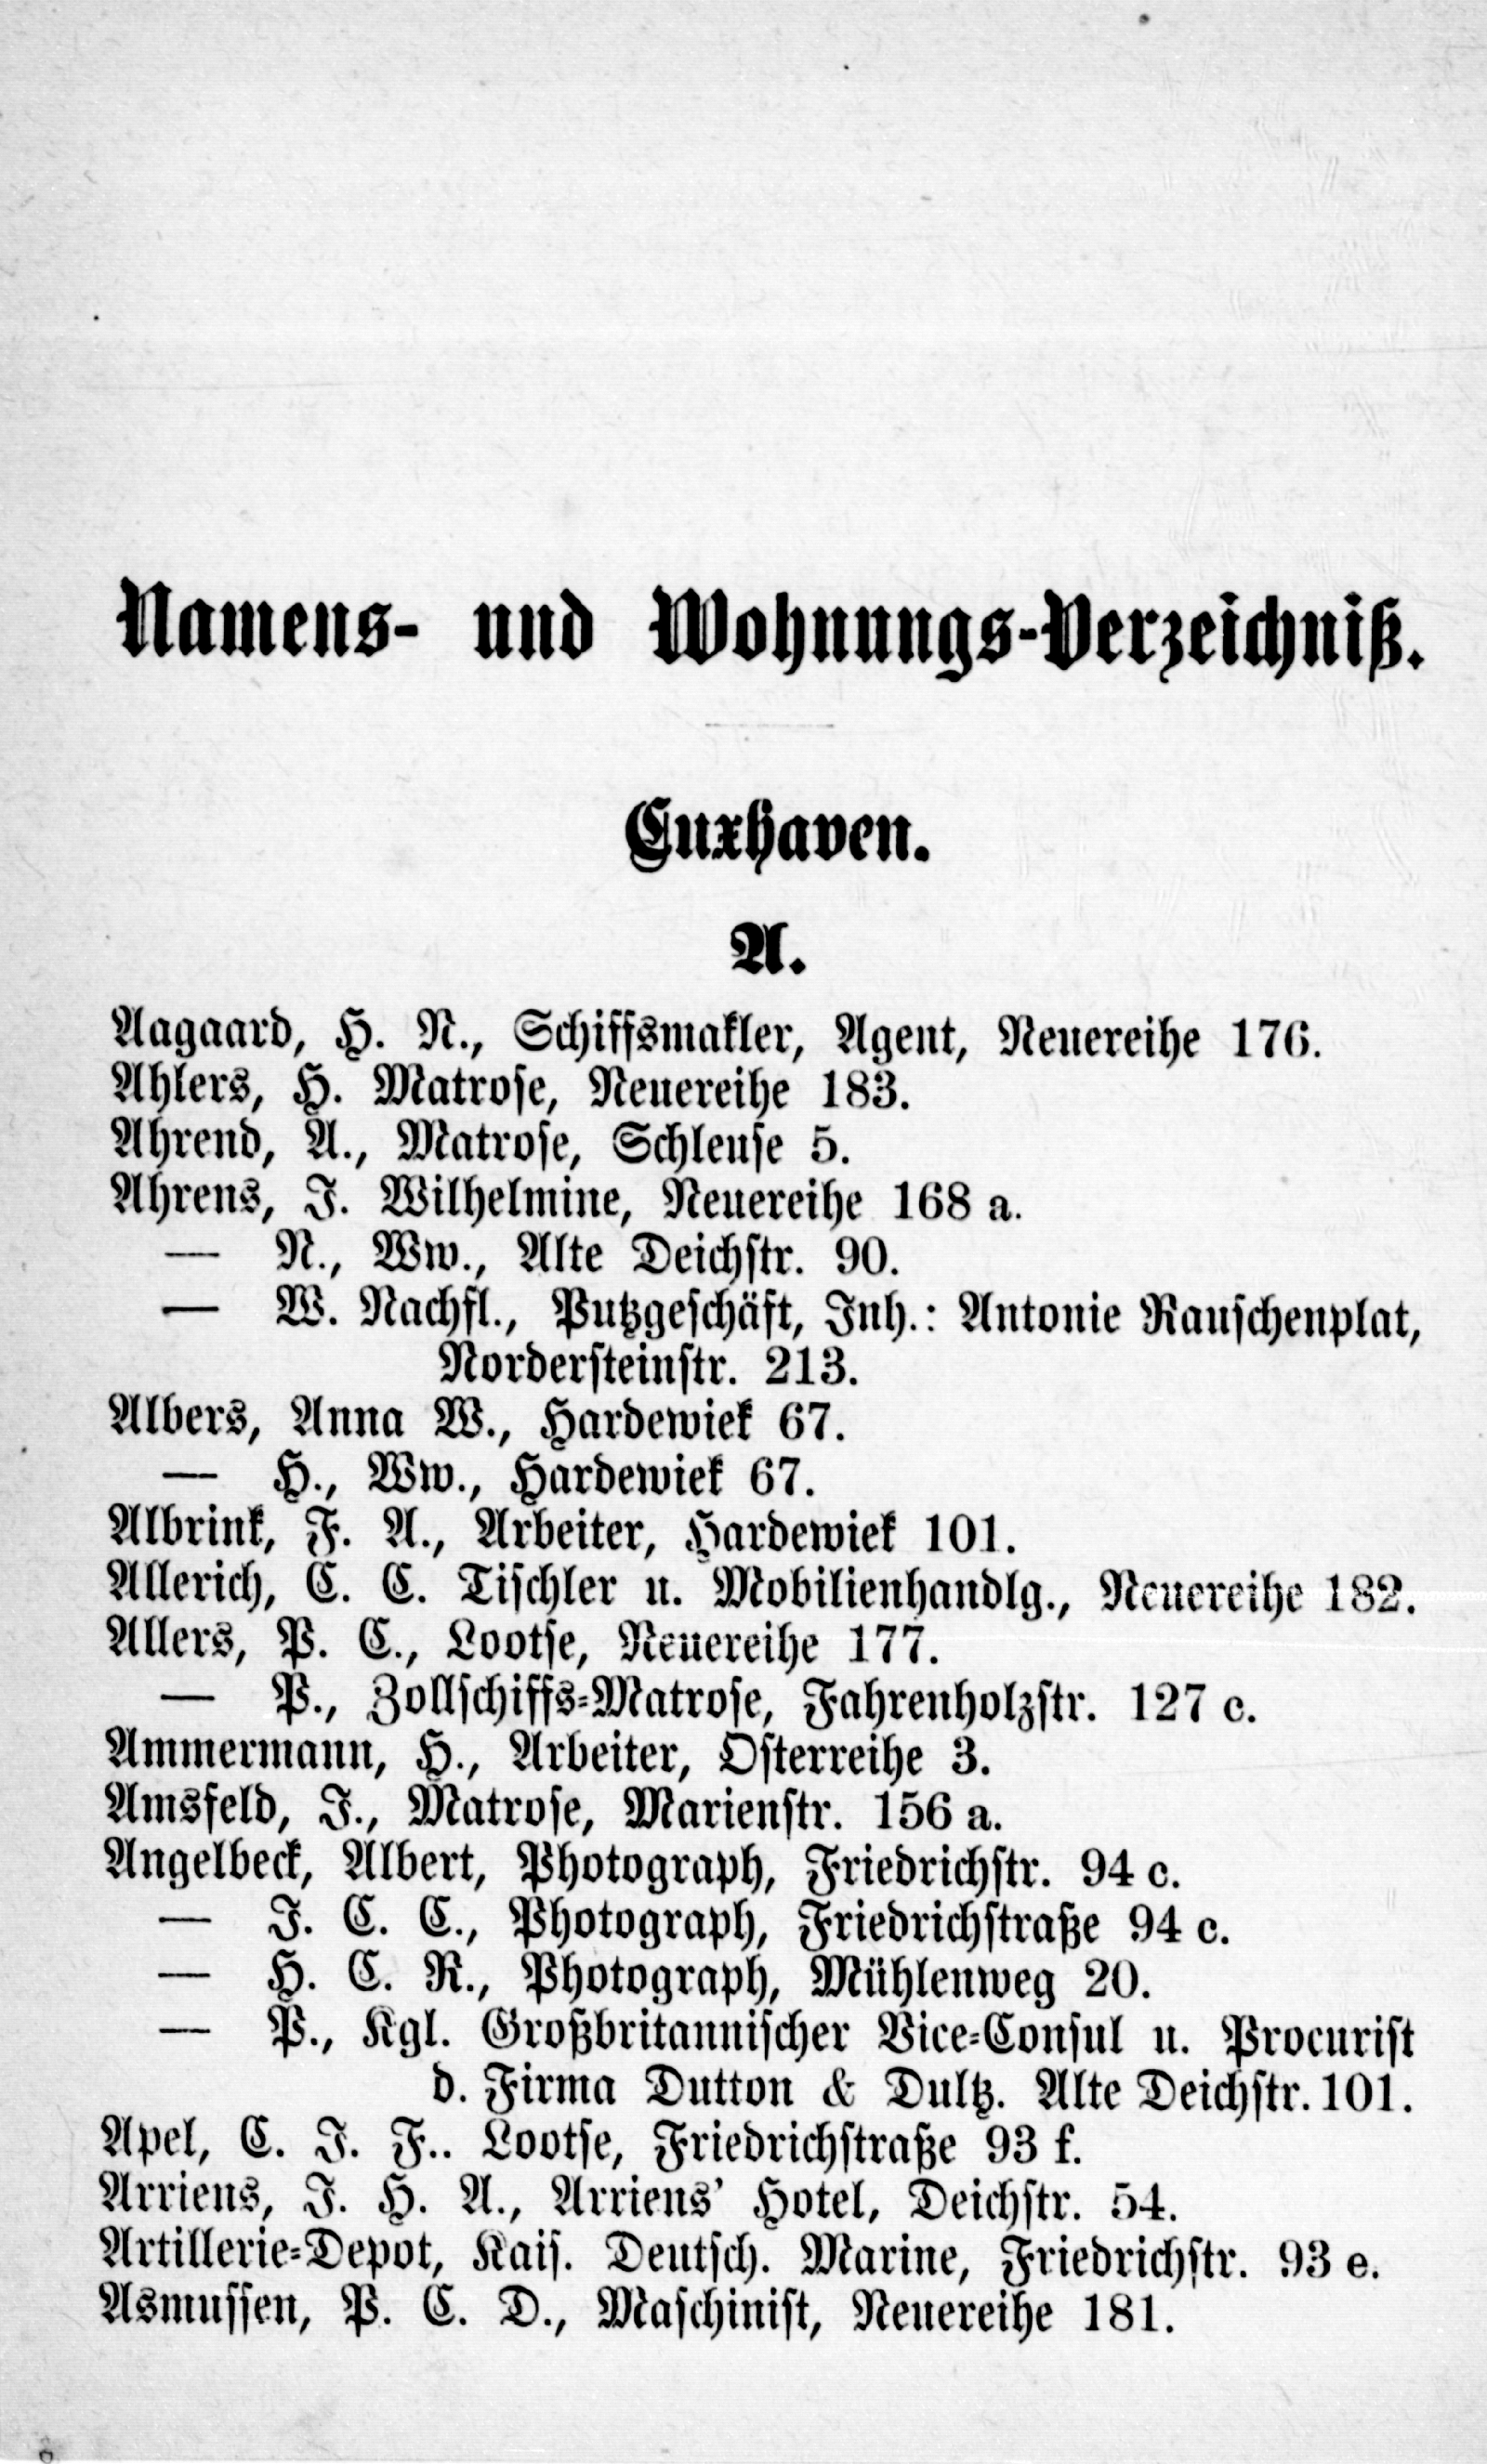 Namens- und Wohnungs-Verzeichniß.
Cuxhaven.
A.
Aagaard, H. N., Schiffsmakler, Agent, Neuereihe 176.
Ahlers, H. Matrose, Neuereihe 183.
Ahrend, A., Matrose, Schleuse 5.
Ahrens, J. Wilhelmine, Neuereihe 168 a.
— N., Ww., Alte Deichstr. 90.
— W. Nachfl., Putzgeschäft, Inh.: Antonie Rauschenplat,
Nordersteinstr. 213.
Albers, Anna W., Hardewiek 67.
— H., Ww., Hardewiek 67.
Albrink, F. A., Arbeiter, Hardewiek 101.
Allerich, C. C. Tischler u. Mobilienhandlg., Neuereihe 182.
Allers, P. C., Lootse, Neuereihe 177.
— P., Zollschiffs-Matrose, Fahrenholzstr. 127 c.
Ammermann, H., Arbeiter, Osterreihe 3.
Amsfeld, J., Matrose, Marienstr. 156 a.
Angelbeck, Albert, Photograph, Friedrichstr. 94 c.
— J. C. C., Photograph, Friedrichstraße 94 c.
— H. C. R., Photograph, Mühlenweg 20.
— P., Kgl. Großbritannischer Vice-Consul u. Procurist
d. Firma Dutton & Dultz. Alte Deichstr. 101.
Apel, C. J. F.. Lootse, Friedrichstraße 93 f.
Arriens, J. H. A., Arriens' Hotel, Deichstr. 54.
Artillerie-Depot, Kais. Deutsch. Marine, Friedrichstr. 93 e.
Asmussen, P. C. D., Maschinist, Neuereihe 181.